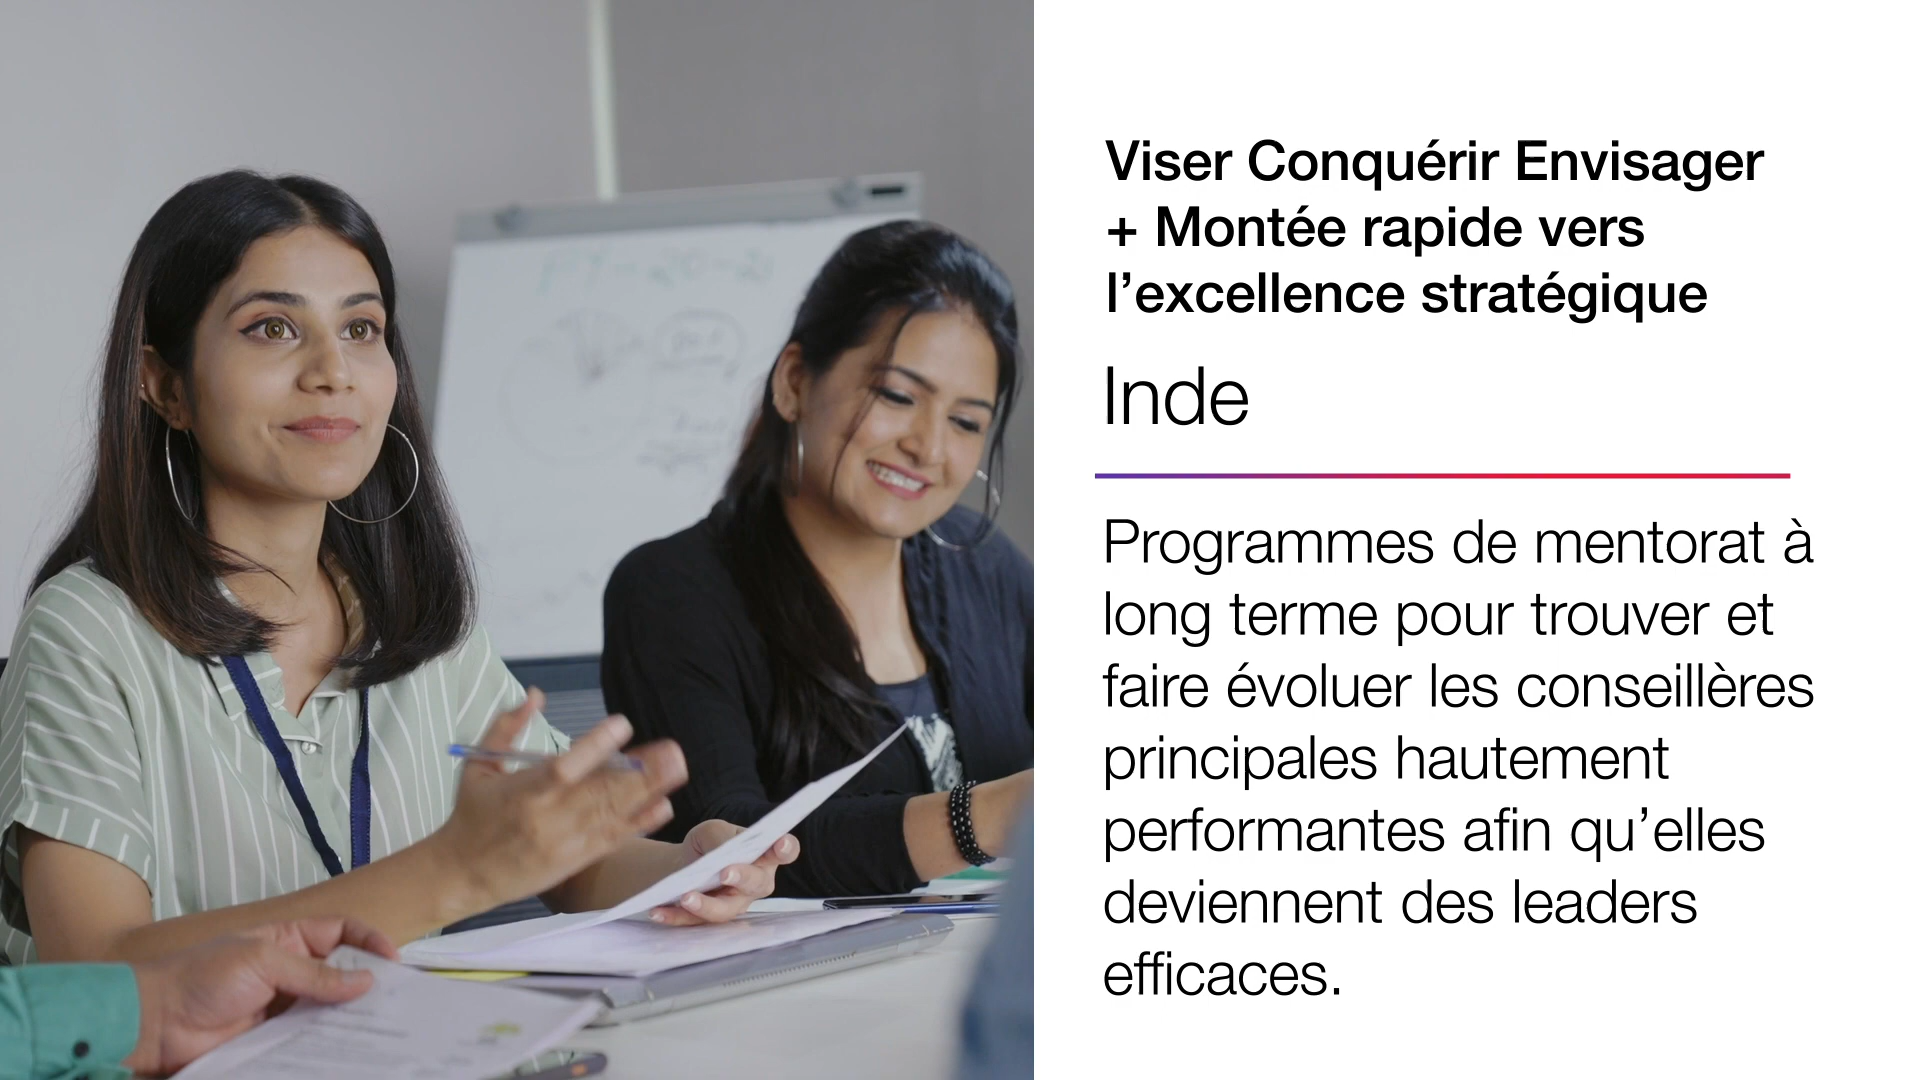 Viser Conquérir Envisager
+ Montée rapide vers
l’excellence stratégique
Inde
Programmes de mentorat à
long terme pour trouver et
faire évoluer les conseillères
principales hautement
performantes afin qu’elles
deviennent des leaders
efficaces.